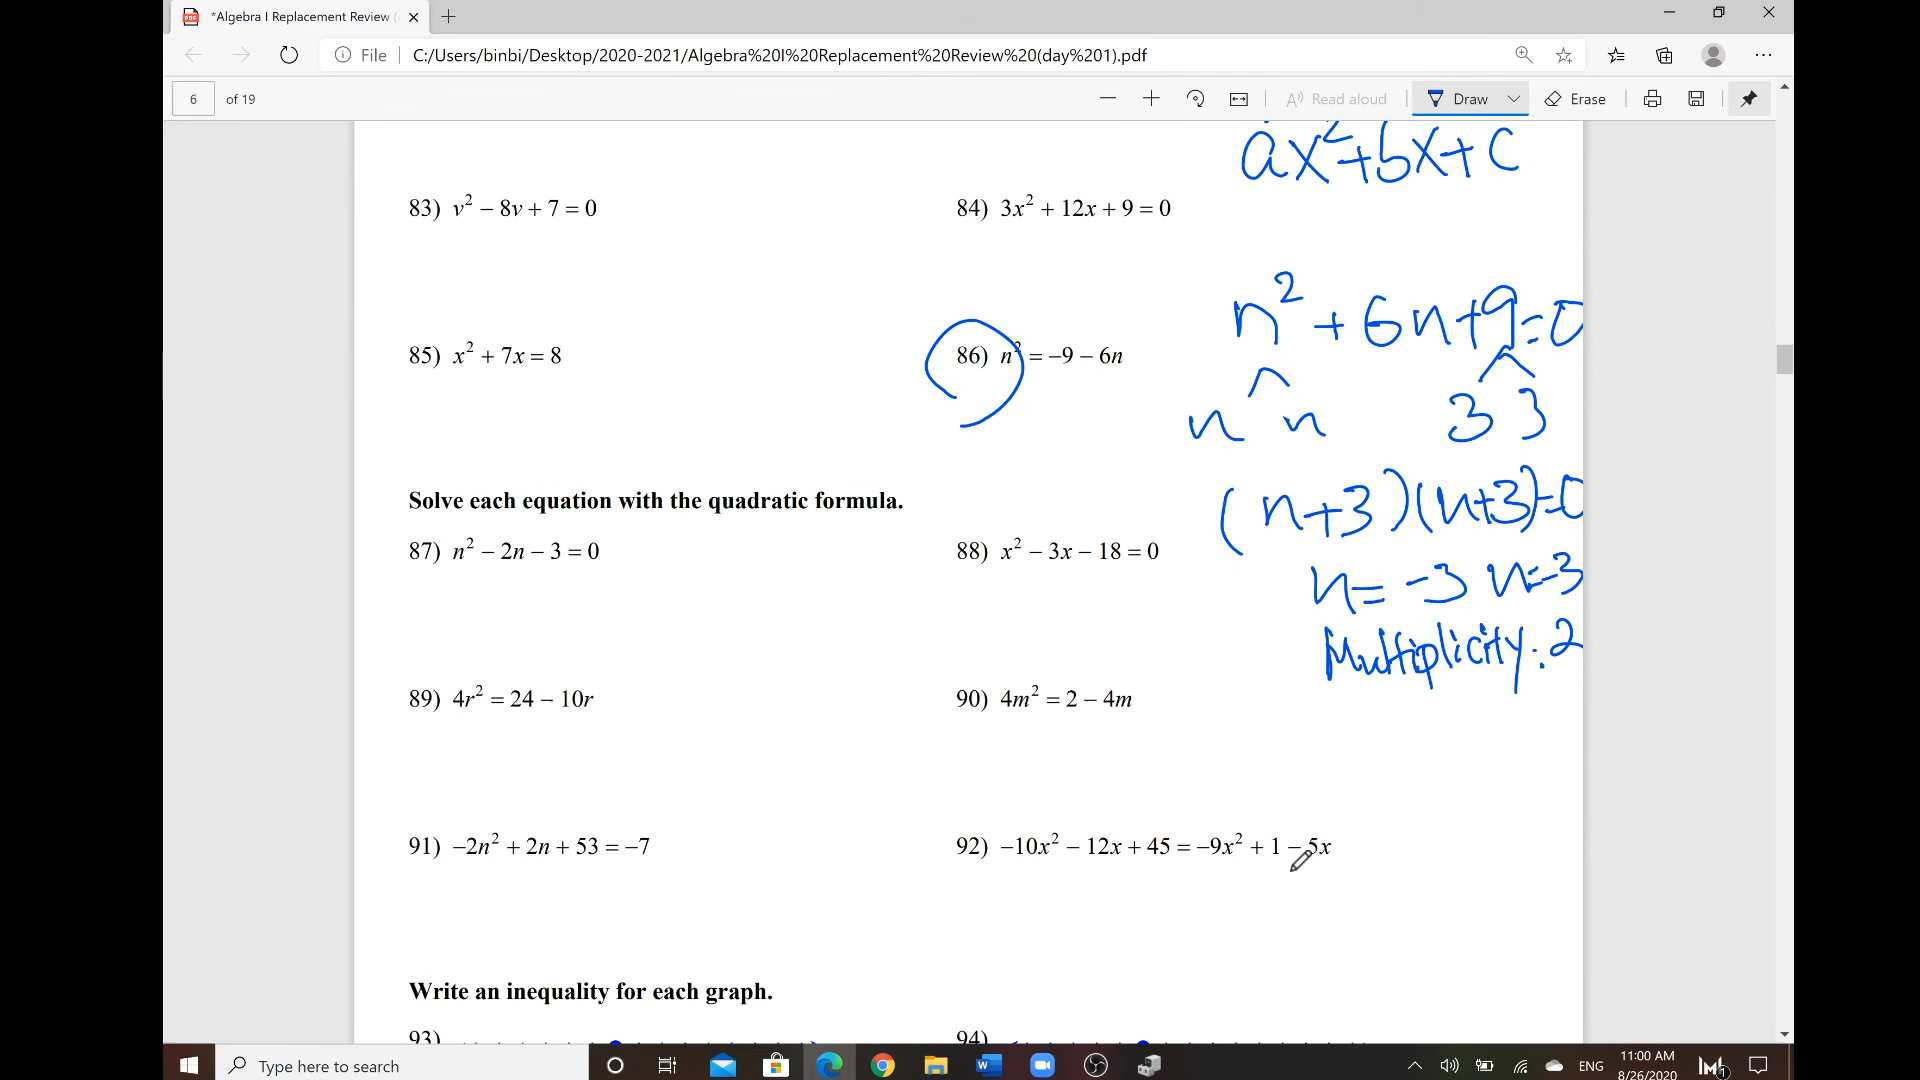 *Algebra I Replacement Review (
File
C:/Users/binbi/Desktop/2020-2021/Algebra%20I%20Replacement%20Review%20(day%201).pdf
6 of 19
Read aloud
Draw
Erase
ax²+bx+c
83) v² − 8v + 7 = 0
84) 3x² + 12x + 9 = 0
n²+6n+9=0
85) x² + 7x = 8
86) n² = −9 − 6n
n n 3 3
(n+3)(n+3)=0
Solve each equation with the quadratic formula.
87) n² − 2n − 3 = 0
88) x² − 3x − 18 = 0
n= -3 n=-3
Multiplicity: 2
89) 4r² = 24 − 10r
90) 4m² = 2 − 4m
91) −2n² + 2n + 53 = −7
92) −10x² − 12x + 45 = −9x² + 1 − 5x
Write an inequality for each graph.
93)
94)
Type here to search
ENG
11:00 AM
8/26/2020
1